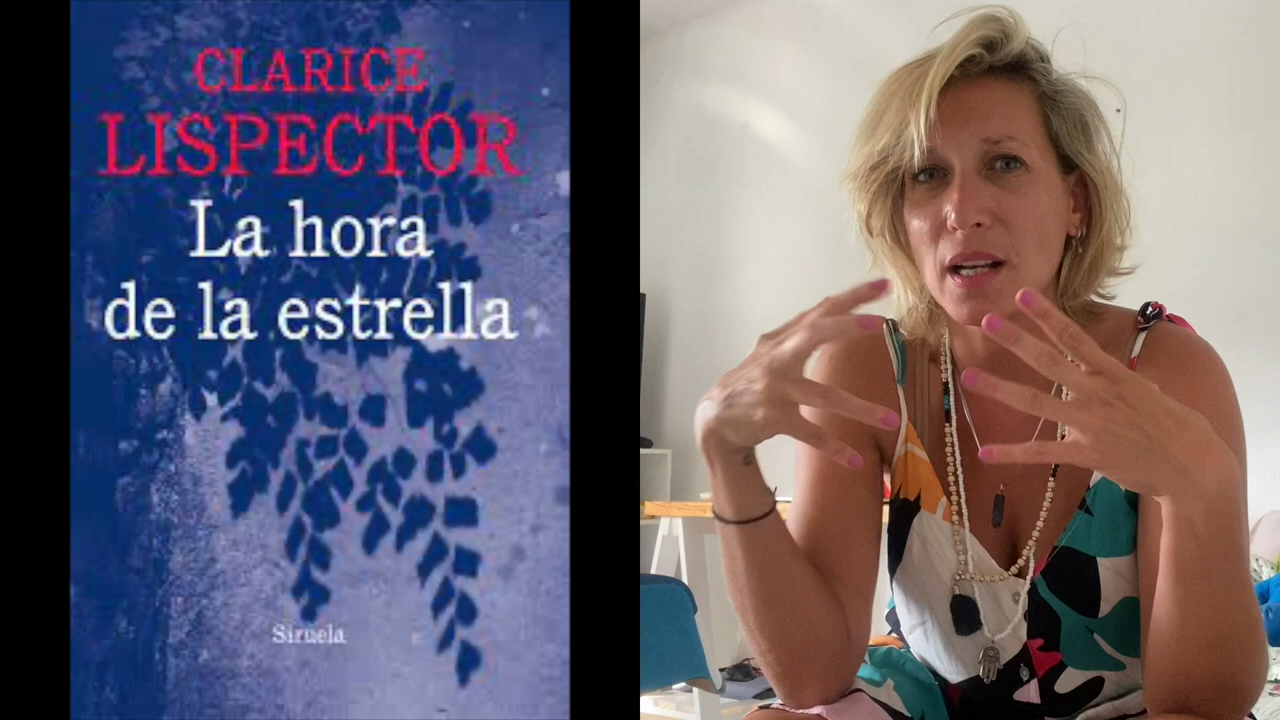 CLARICE
LISPECTOR
La hora
de la estrella
Siruela